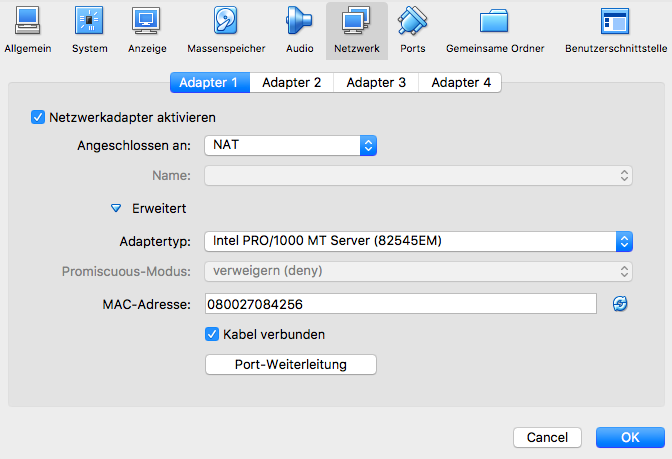 Allgemein System Anzeige Massenspeicher Audio Netzwerk Ports Gemeinsame Ordner Benutzerschnittstelle
Adapter 1 Adapter 2 Adapter 3 Adapter 4
Netzwerkadapter aktivieren
Angeschlossen an: NAT
Name:
Erweitert
Adaptertyp: Intel PRO/1000 MT Server (82545EM)
Promiscuous-Modus: verweigern (deny)
MAC-Adresse: 080027084256
Kabel verbunden
Port-Weiterleitung
Cancel OK